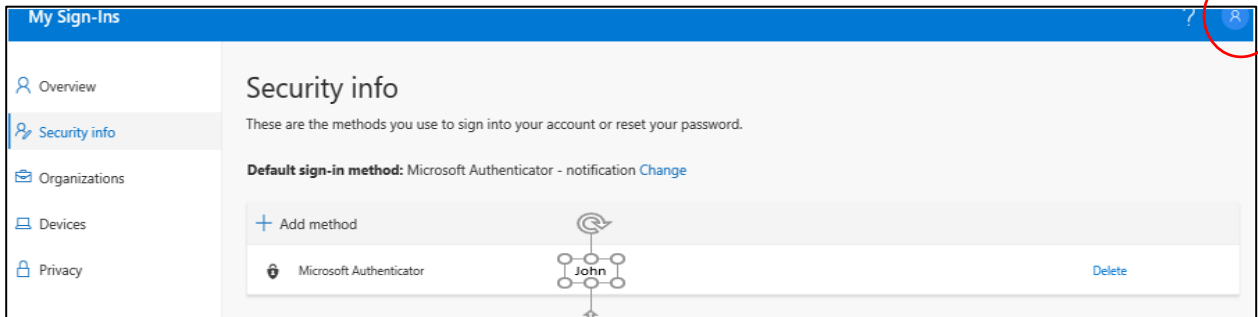 My Sign-Ins ?
Overview
Security info
Organizations
Devices
Privacy
Security info
These are the methods you use to sign into your account or reset your password.
Default sign-in method: Microsoft Authenticator - notification Change
+ Add method
Microsoft Authenticator John Delete